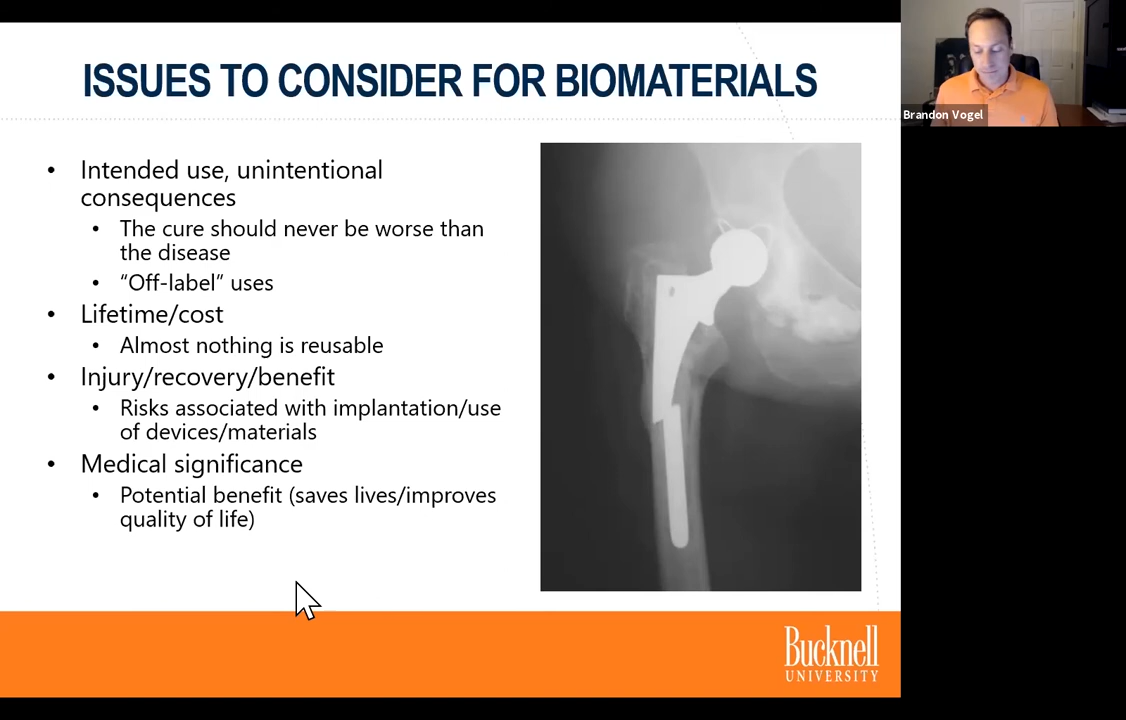 ISSUES TO CONSIDER FOR BIOMATERIALS
Brandon Vogel
• Intended use, unintentional
consequences
• The cure should never be worse than
the disease
• “Off-label” uses
• Lifetime/cost
• Almost nothing is reusable
• Injury/recovery/benefit
• Risks associated with implantation/use
of devices/materials
• Medical significance
• Potential benefit (saves lives/improves
quality of life)
Bucknell
UNIVERSITY